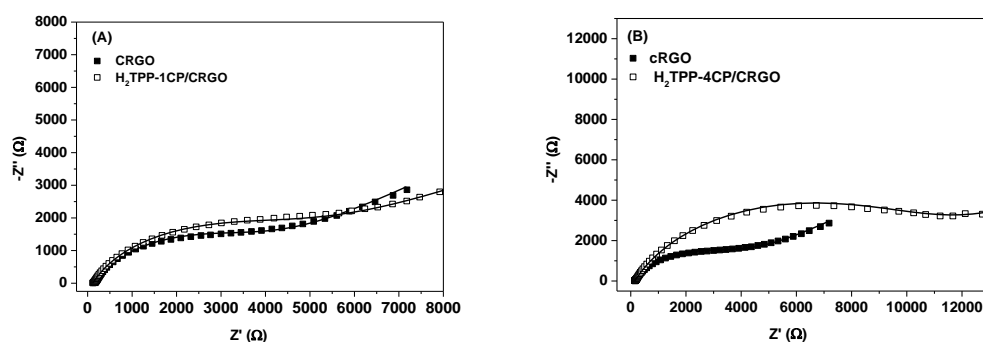 (A)
CRGO
H₂TPP-1CP/CRGO
8000
7000
6000
5000
4000
3000
2000
1000
0
-Z'' (Ω)
0 1000 2000 3000 4000 5000 6000 7000 8000
Z' (Ω)
(B)
cRGO
H₂TPP-4CP/CRGO
12000
10000
8000
6000
4000
2000
0
-Z'' (Ω)
0 2000 4000 6000 8000 10000 12000
Z' (Ω)